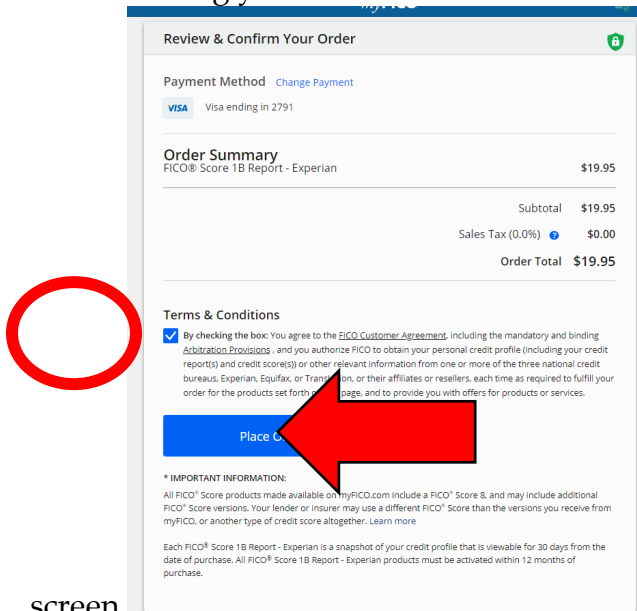 Review & Confirm Your Order
Payment Method Change Payment
VISA Visa ending in 2791
Order Summary
FICO® Score 1B Report - Experian $19.95
Subtotal $19.95
Sales Tax (0.0%) ? $0.00
Order Total $19.95
Terms & Conditions
By checking the box: You agree to the FICO Customer Agreement, including the mandatory and binding
Arbitration Provisions , and you authorize FICO to obtain your personal credit profile (including your credit
report(s) and credit score(s)) or other relevant information from one or more of the three national credit
bureaus, Experian, Equifax, or , or their affiliates or resellers, each time as required to fulfill your
order for the products set forth page, and to provide you with offers for products or services.
Place
* IMPORTANT INFORMATION:
All FICO® Score products made available on myFICO.com include a FICO® Score 8, and may include additional
FICO® Score versions. Your lender or insurer may use a different FICO® Score than the versions you receive from
myFICO, or another type of credit score altogether. Learn more
Each FICO® Score 1B Report - Experian is a snapshot of your credit profile that is viewable for 30 days from the
date of purchase. All FICO® Score 1B Report - Experian products must be activated within 12 months of
purchase.
screen